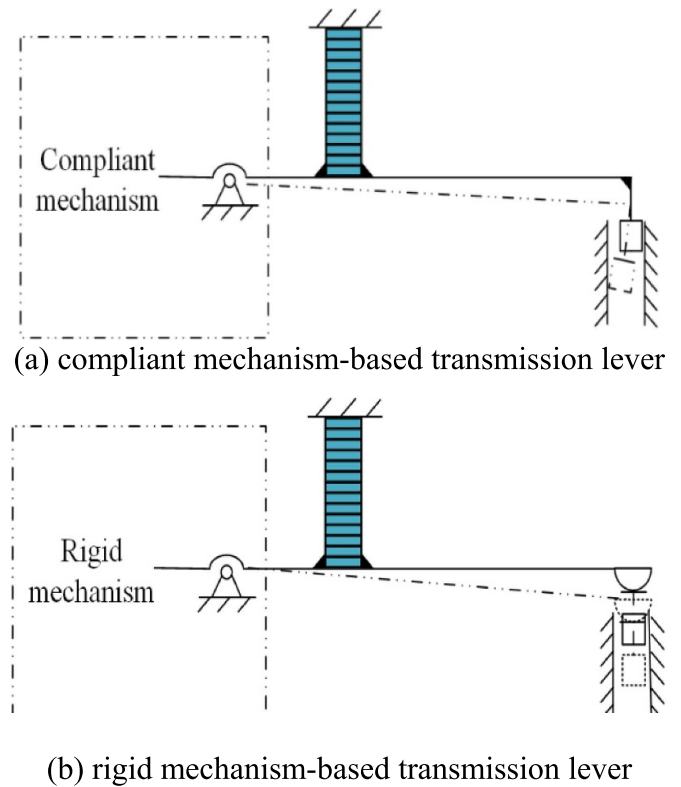 Compliant
mechanism
(a) compliant mechanism-based transmission lever
Rigid
mechanism
(b) rigid mechanism-based transmission lever